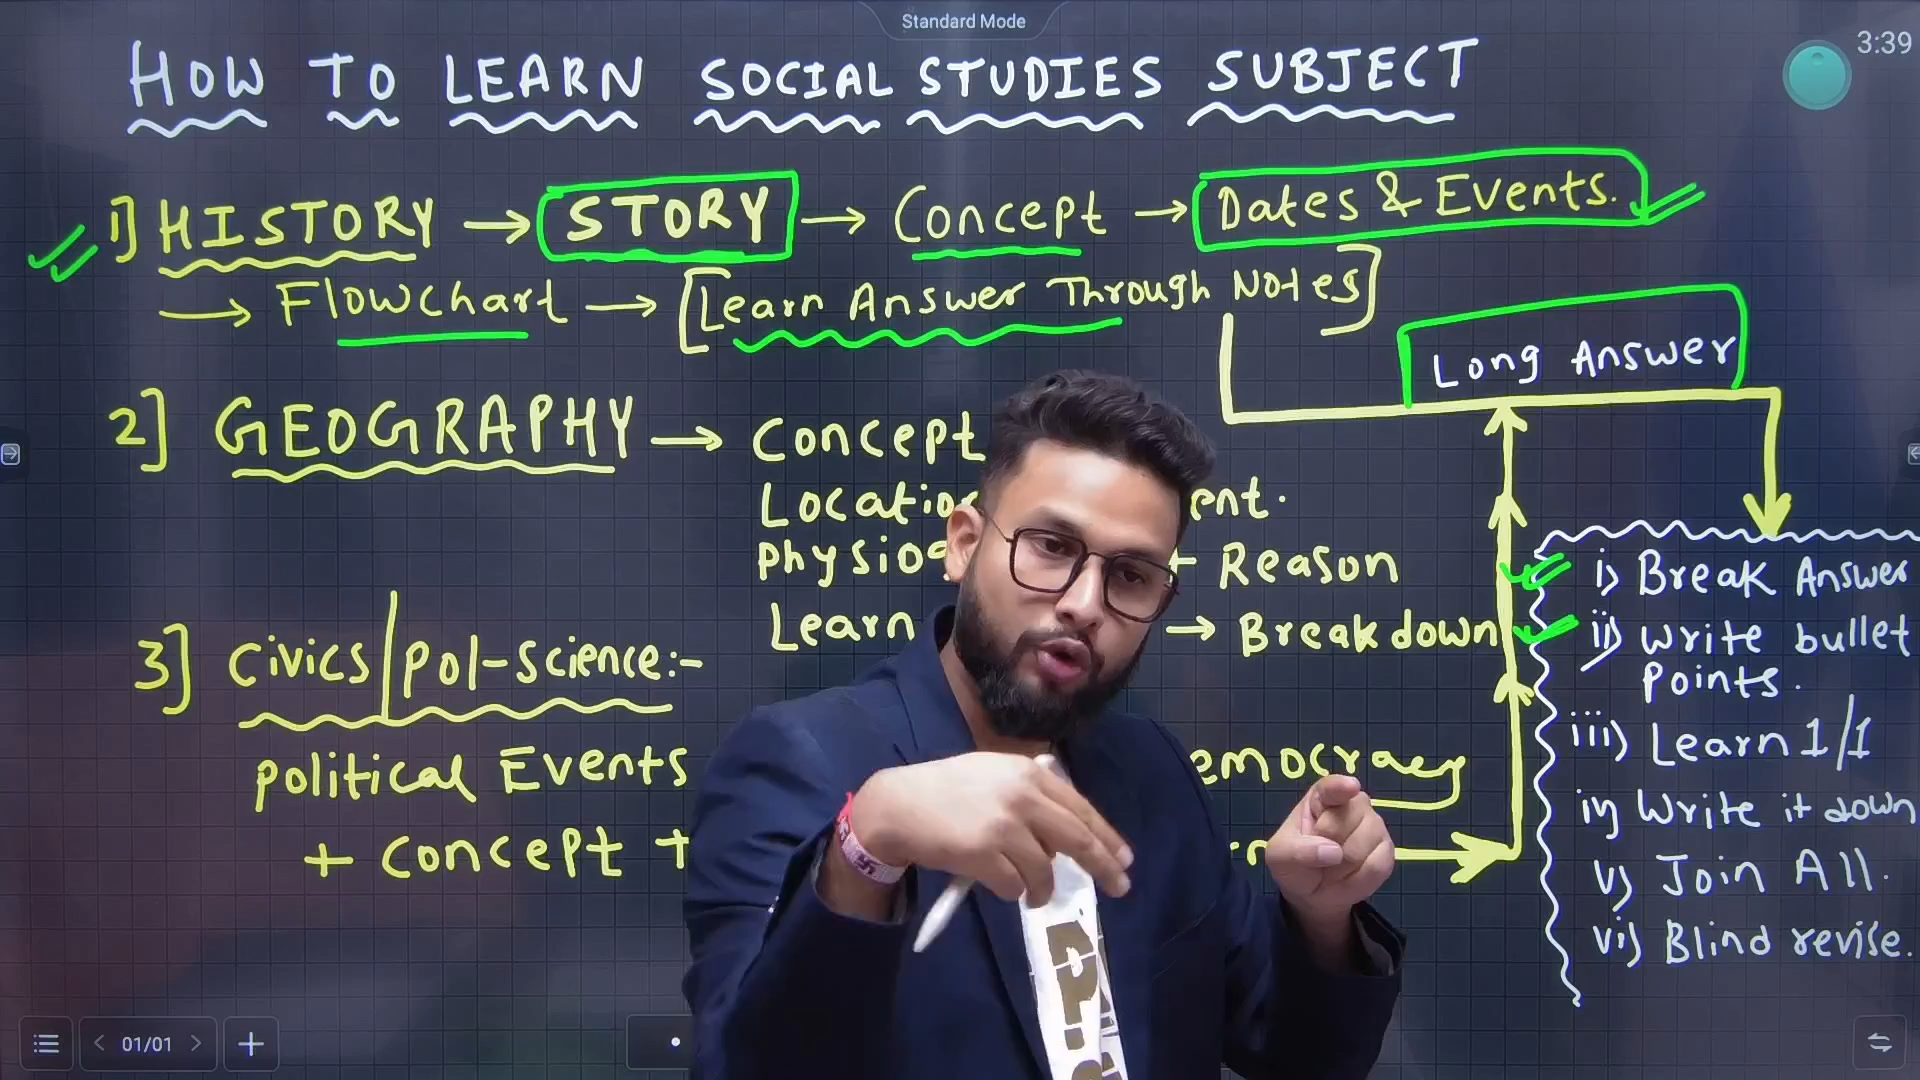 Standard Mode
3:39
HOW TO LEARN SOCIAL STUDIES SUBJECT
1] HISTORY → STORY → Concept → Dates & Events.
→ Flowchart → [Learn Answer Through Notes]
Long Answer
2] GEOGRAPHY → Concept
Reason
Learn → Breakdown
3] Civics/pol-science:-
political Events
+ Concept +
i) Break Answer
ii) write bullet
points.
iii) Learn 1/1
iv) Write it down
v) Join All.
vi) Blind revise.
01/01